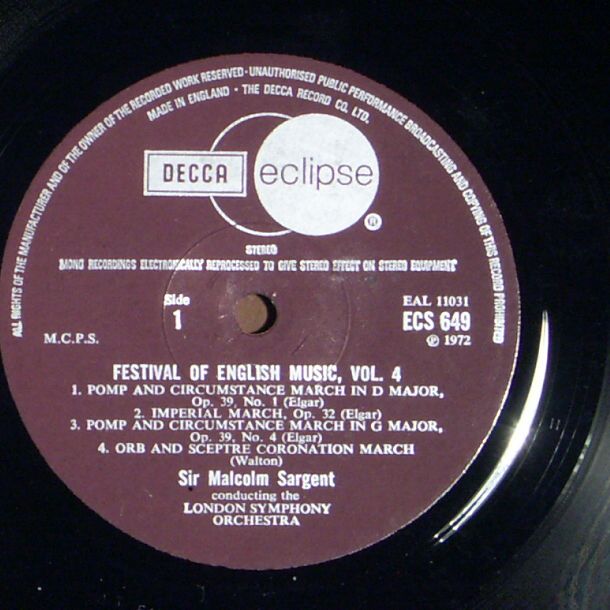 ALL RIGHTS OF THE MANUFACTURER AND OF THE OWNER OF THE RECORDED WORK RESERVED · UNAUTHORISED PUBLIC PERFORMANCE BROADCASTING AND COPYING OF THIS RECORD PROHIBITED
MADE IN ENGLAND · THE DECCA RECORD CO. LTD.
DECCA eclipse
®
STEREO
MONO RECORDINGS ELECTRONICALLY REPROCESSED TO GIVE STEREO EFFECT ON STEREO EQUIPMENT
Side
1
EAL 11031
ECS 649
℗ 1972
M.C.P.S.
FESTIVAL OF ENGLISH MUSIC, VOL. 4
1. POMP AND CIRCUMSTANCE MARCH IN D MAJOR,
Op. 39, No. 1 (Elgar)
2. IMPERIAL MARCH, Op. 32 (Elgar)
3. POMP AND CIRCUMSTANCE MARCH IN G MAJOR,
Op. 39, No. 4 (Elgar)
4. ORB AND SCEPTRE CORONATION MARCH
(Walton)
Sir Malcolm Sargent
conducting the
LONDON SYMPHONY
ORCHESTRA